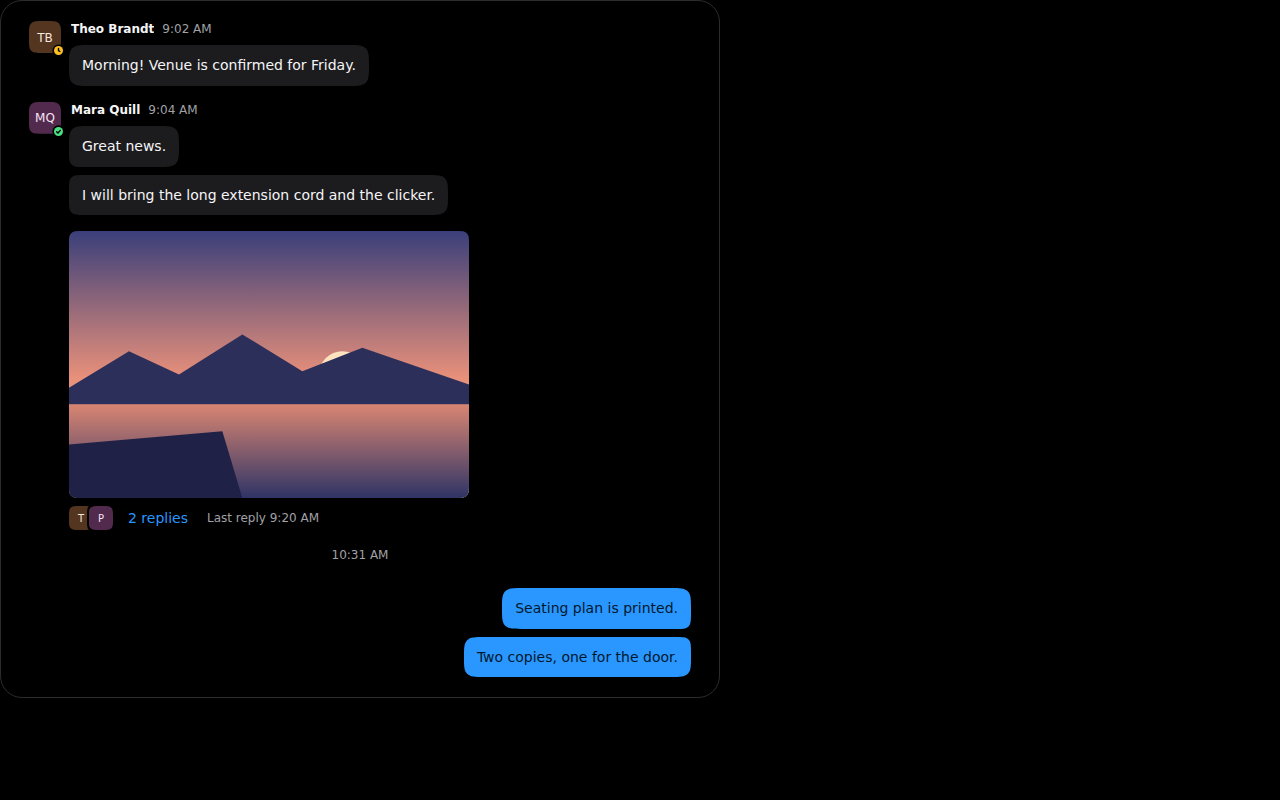 TB
Theo Brandt 9:02 AM
Morning! Venue is confirmed for Friday.
MQ
Mara Quill 9:04 AM
Great news.
I will bring the long extension cord and the clicker.
T P 2 replies Last reply 9:20 AM
10:31 AM
Seating plan is printed.
Two copies, one for the door.